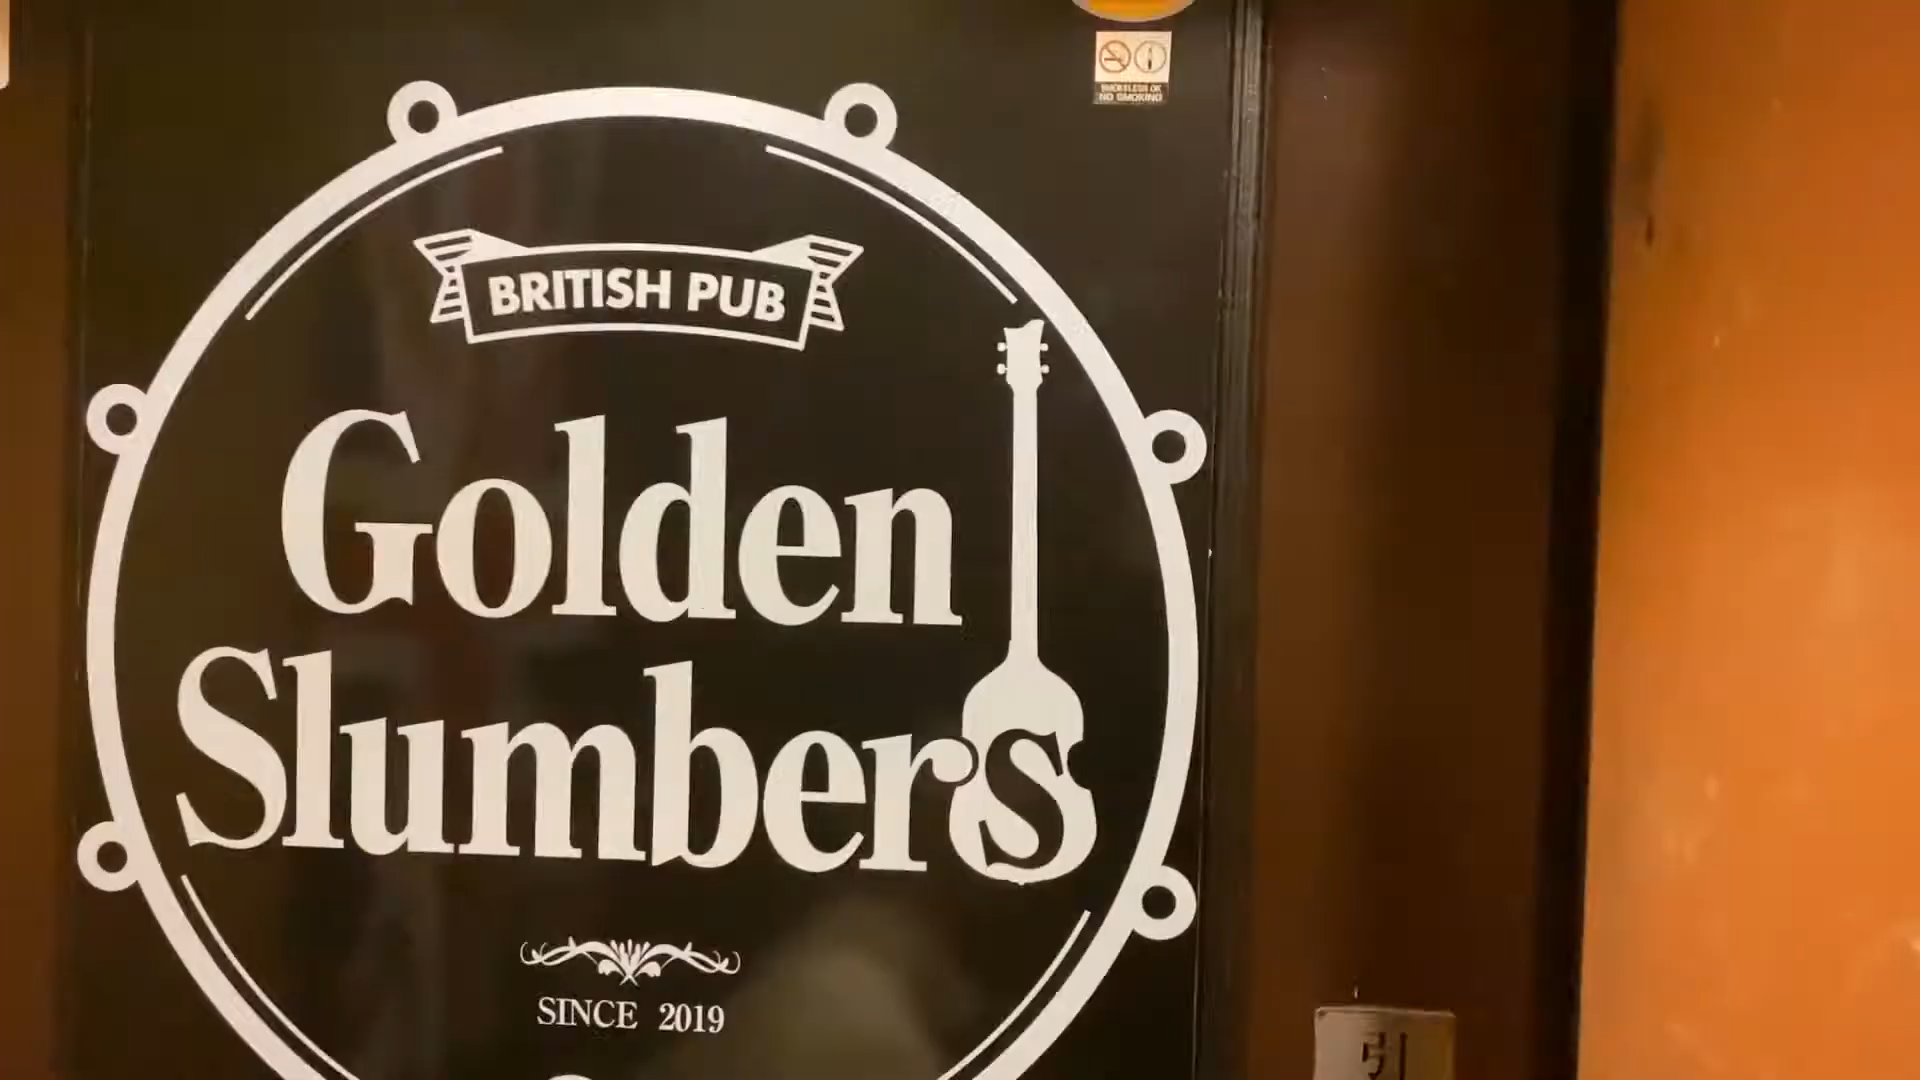 SMOKELESS OK
NO SMOKING
BRITISH PUB
Golden
Slumbers
SINCE 2019
引